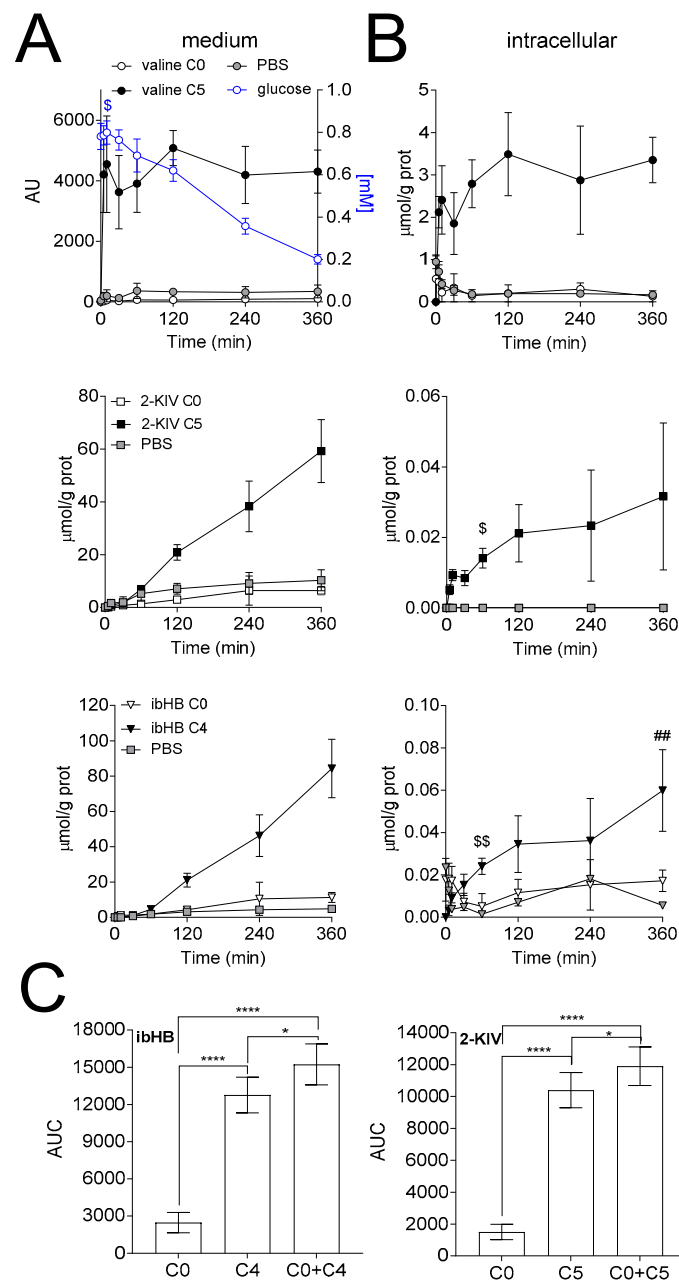 A
medium
B
intracellular
valine C0
PBS
valine C5
glucose
$
6000
4000
2000
0
AU
1.0
0.8
0.6
0.4
0.2
0.0
[mM]
0 120 240 360
Time (min)
5
4
3
2
1
0
μmol/g prot
0 120 240 360
Time (min)
80
60
40
20
0
μmol/g prot
2-KIV C0
2-KIV C5
PBS
0 120 240 360
Time (min)
0.06
0.04
0.02
0.00
μmol/g prot
$
0 120 240 360
Time (min)
120
100
80
60
40
20
0
μmol/g prot
ibHB C0
ibHB C4
PBS
0 120 240 360
Time (min)
0.10
0.08
0.06
0.04
0.02
0.00
μmol/g prot
$$
##
0 120 240 360
Time (min)
C
ibHB
18000
15000
12000
9000
6000
3000
0
AUC
****
****
*
C0 C4 C0+C4
2-KIV
14000
12000
10000
8000
6000
4000
2000
0
AUC
****
****
*
C0 C5 C0+C5